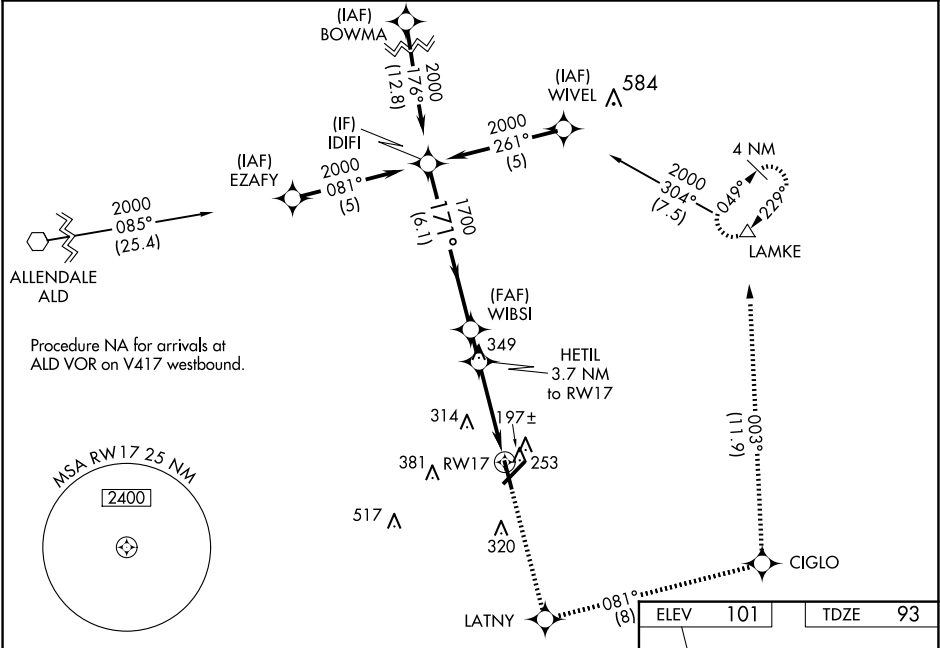 (IAF)
BOWMA
2000
176°
(12.8)
(IAF)
WIVEL
584
(IF)
IDIFI
2000
261°
(5)
(IAF)
EZAFY
2000
081°
(5)
4 NM
049°
229°
2000
304°
(7.5)
LAMKE
2000
085°
(25.4)
ALLENDALE
ALD
1700
171°
(6.1)
(FAF)
WIBSI
349
HETIL
3.7 NM
to RW17
Procedure NA for arrivals at
ALD VOR on V417 westbound.
314
197±
003°
(11.9)
381
RW17
253
MSA RW17 25 NM
2400
517
320
CIGLO
LATNY
081°
(8)
ELEV 101
TDZE 93